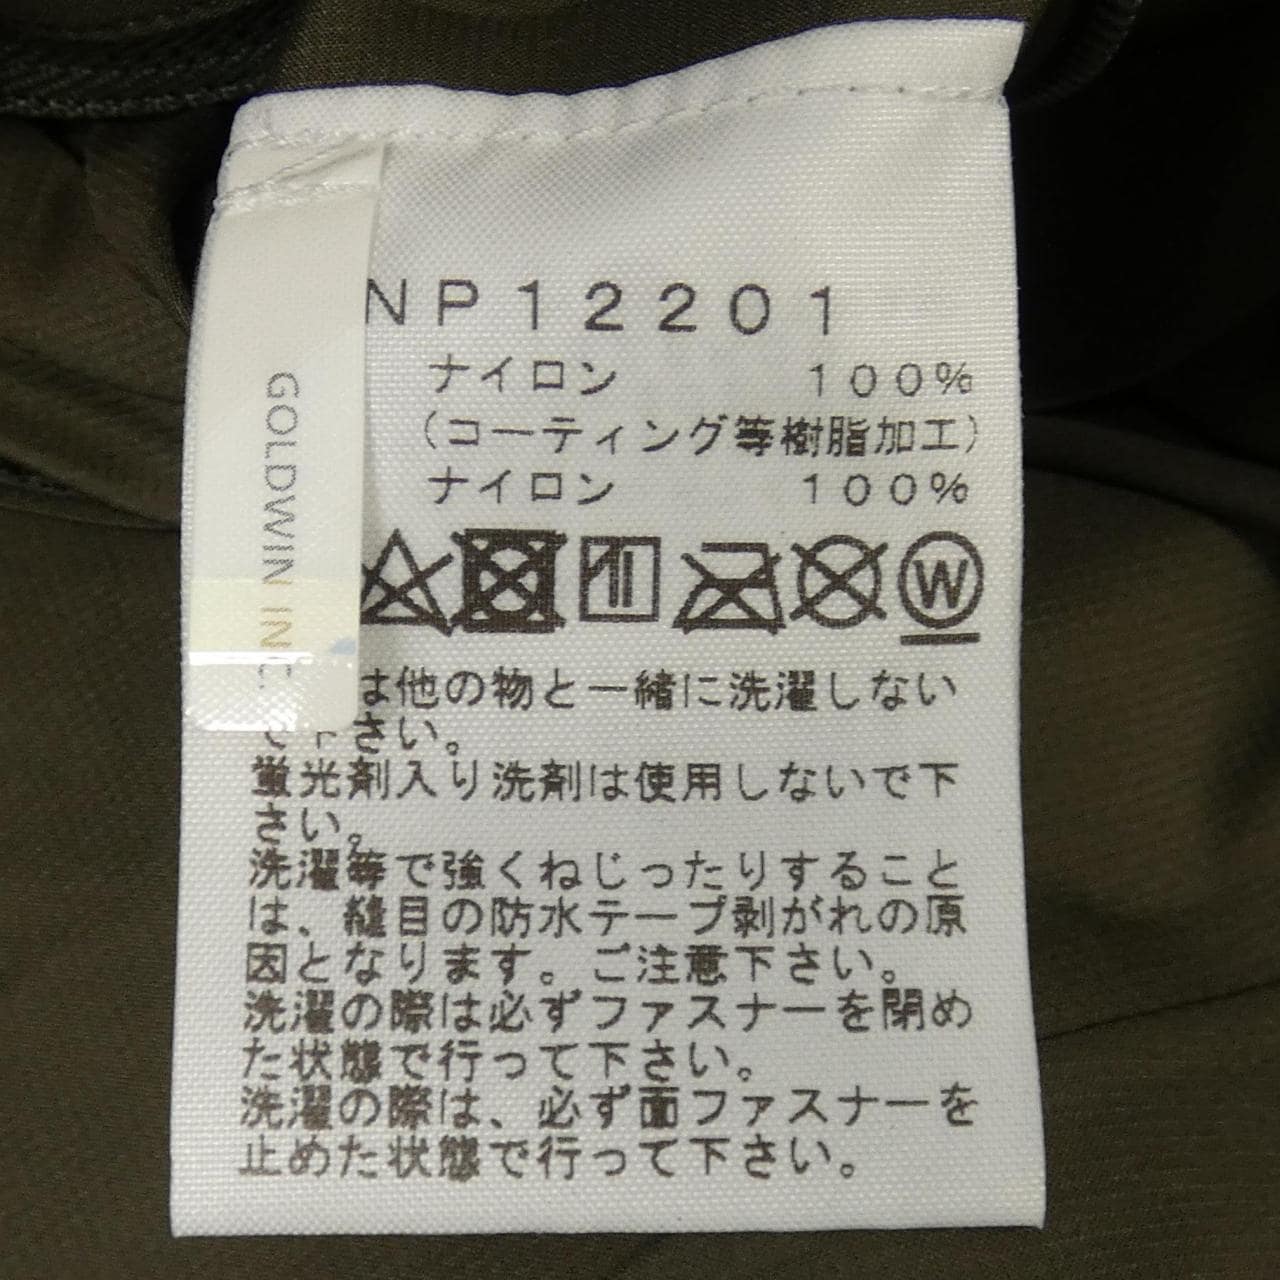 NP12201
ナイロン 100%
(コーティング等樹脂加工)
ナイロン 100%
W
GOLDWIN INC.
は他の物と一緒に洗濯しない
で下さい。
蛍光剤入り洗剤は使用しないで下
さい。
洗濯等で強くねじったりすること
は、縫目の防水テープ剥がれの原
因となります。ご注意下さい。
洗濯の際は必ずファスナーを閉め
た状態で行って下さい。
洗濯の際は、必ず面ファスナーを
止めた状態で行って下さい。